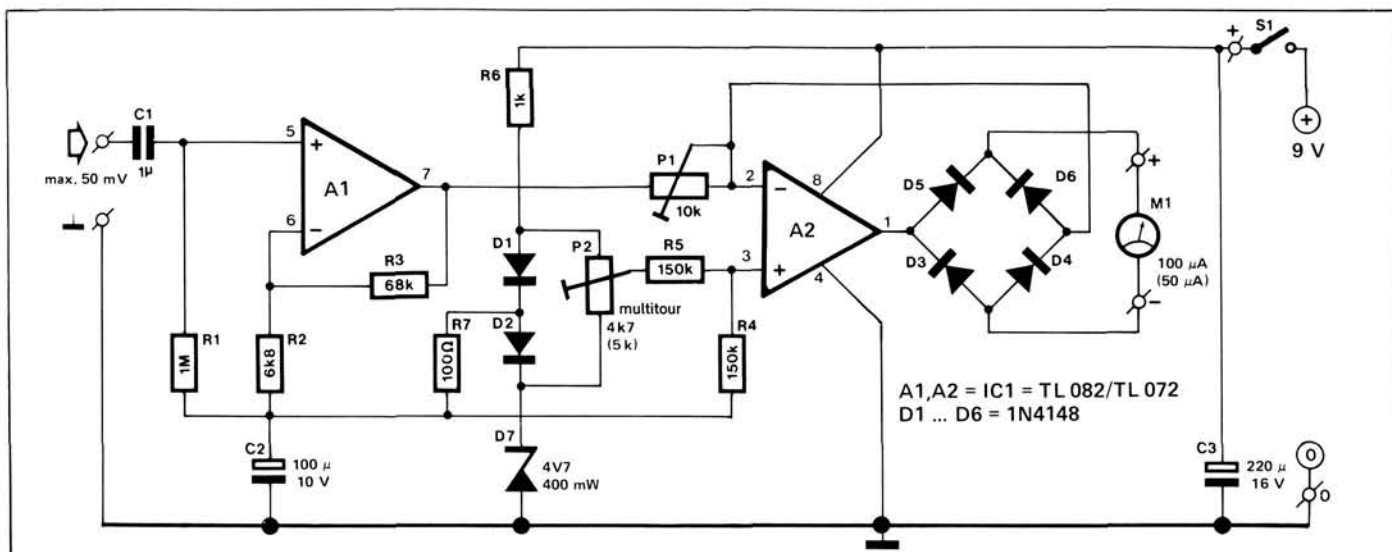 S1
+
9 V
R6
1k
C1
1µ
max. 50 mV
5
+
A1
7
6
−
R3
68k
P1
10k
2
−
8
A2
1
3
+
4
D5
D6
D3
D4
+
M1
100 µA
(50 µA)
−
D1
P2
R5
150k
multitour
4k7
(5k)
R7
100Ω
D2
R4
150k
R1
1M
R2
6k8
A1,A2 = IC1 = TL 082/TL 072
D1 ... D6 = 1N4148
C2
100 µ
10 V
D7
4V7
400 mW
C3
220 µ
16 V
0
0